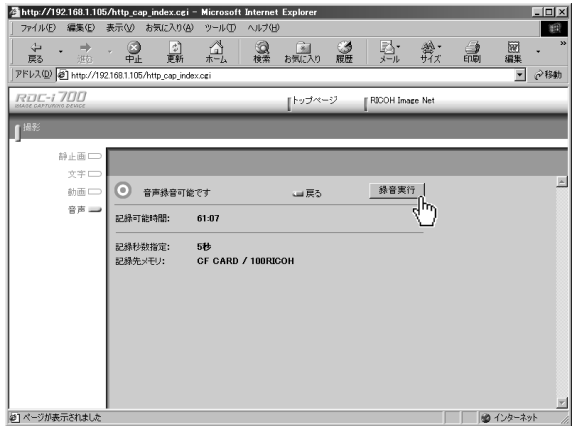 http://192.168.1.105/http_cap_index.cgi - Microsoft Internet Explorer
ファイル(F) 編集(E) 表示(V) お気に入り(A) ツール(T) ヘルプ(H)
戻る 進む 中止 更新 ホーム 検索 お気に入り 履歴 メール サイズ 印刷 編集 »
アドレス(D) http://192.168.1.105/http_cap_index.cgi 移動
RDC-i 700
IMAGE CAPTURING DEVICE
トップページ RICOH Image Net
撮影
静止画
文字
動画
音声
音声録音可能です 戻る 録音実行
記録可能時間: 61:07
記録秒数指定: 5秒
記録先メモリ: CF CARD / 100RICOH
ページが表示されました インターネット